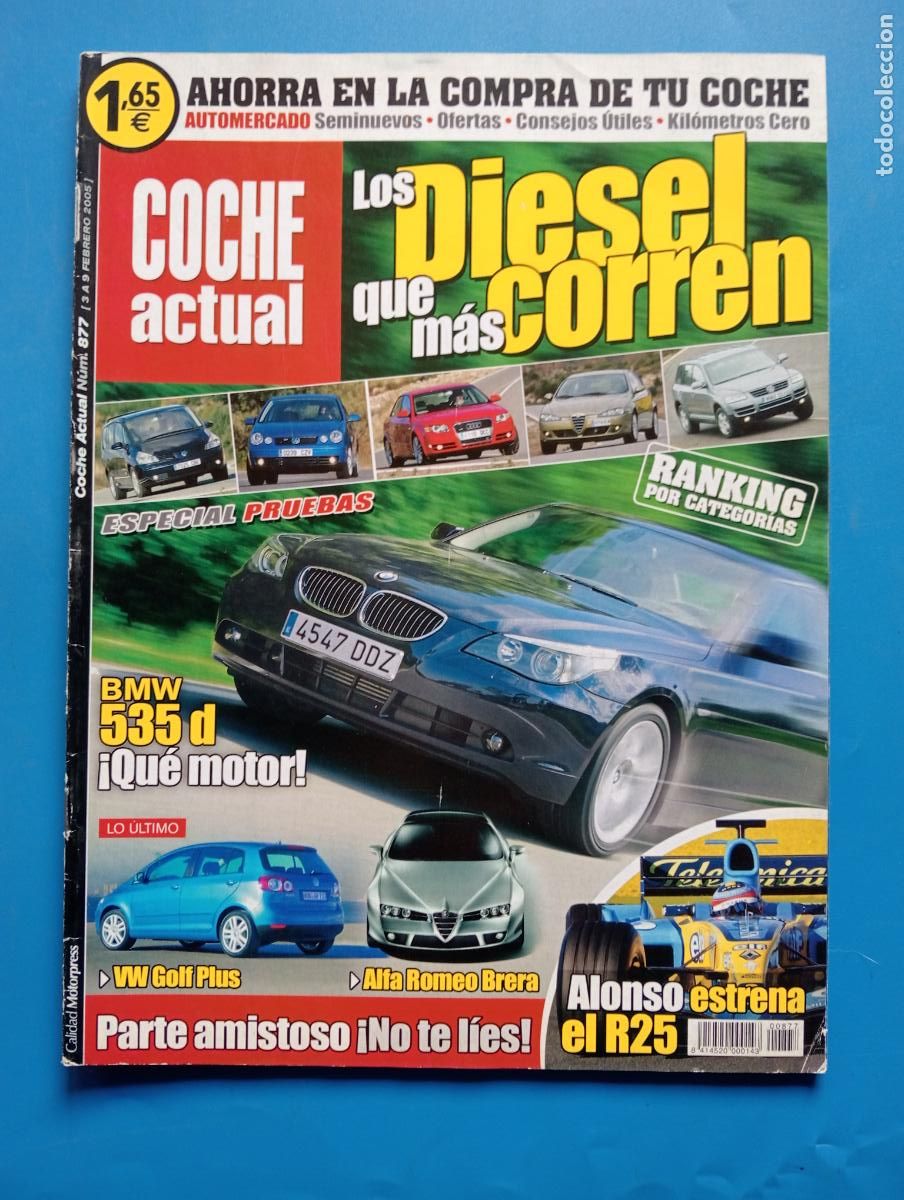 1,65 €
AHORRA EN LA COMPRA DE TU COCHE
AUTOMERCADO Seminuevos • Ofertas • Consejos Útiles • Kilómetros Cero
COCHE
actual
Los Diesel
que más corren
ESPECIAL PRUEBAS
RANKING
POR CATEGORÍAS
4547 DDZ
BMW
535 d
¡Qué motor!
LO ÚLTIMO
VW Golf Plus
Alfa Romeo Brera
Telefónica
elf
Alonso estrena
el R25
00877
8 414520 000143
Parte amistoso ¡No te líes!
Coche Actual Núm. 877 [ 3 A 9 FEBRERO 2005 ]
Calidad Motorpress
todocoleccion